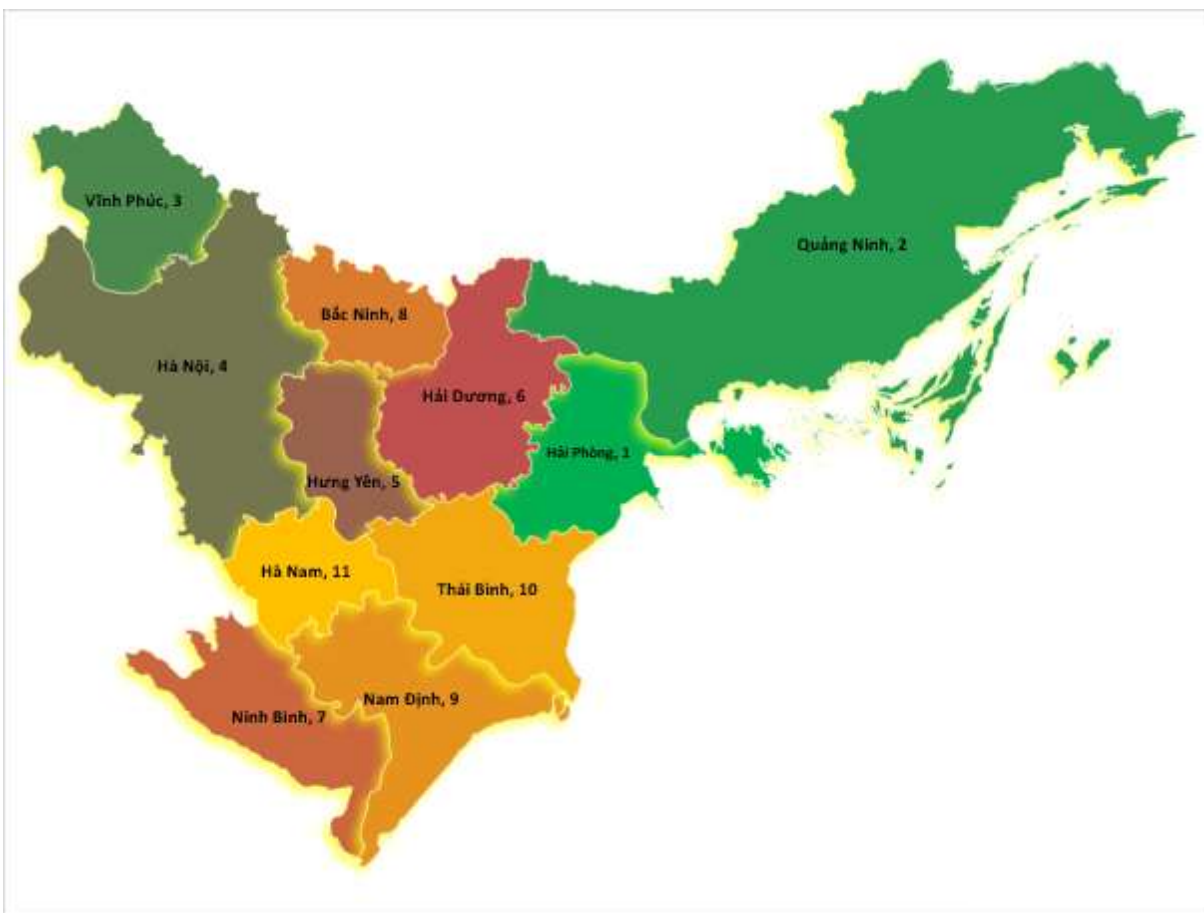 Vĩnh Phúc, 3
Quảng Ninh, 2
Bắc Ninh, 8
Hà Nội, 4
Hải Dương, 6
Hải Phòng, 1
Hưng Yên, 5
Hà Nam, 11
Thái Bình, 10
Nam Định, 9
Ninh Bình, 7